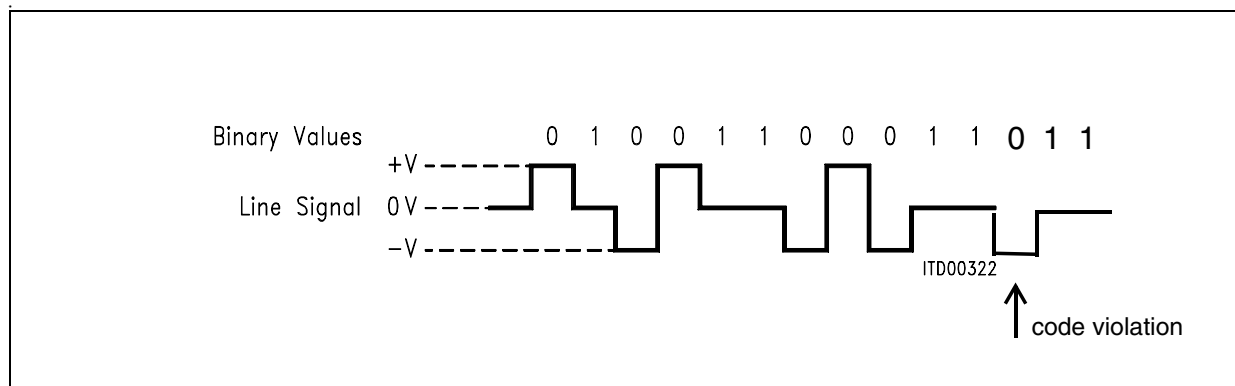 Binary Values 0 1 0 0 1 1 0 0 0 1 1 0 1 1
+V
Line Signal 0V
−V
ITD00322
code violation